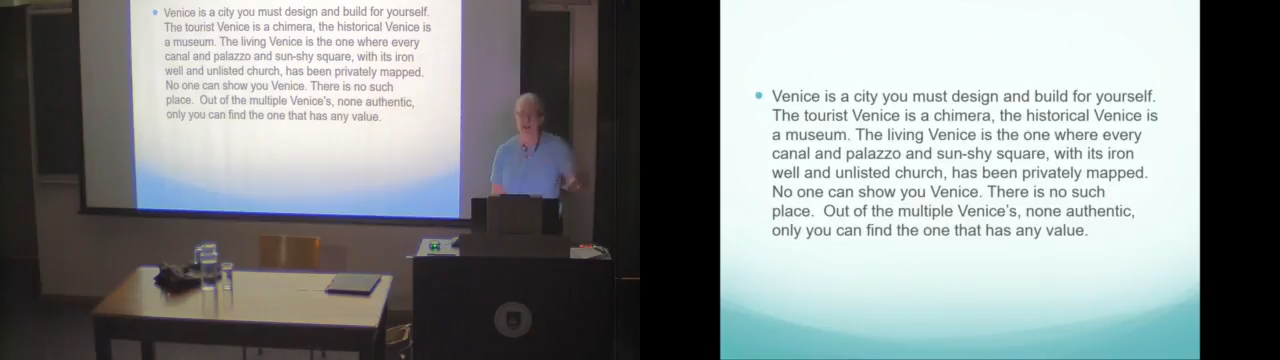 Venice is a city you must design and build for yourself.
The tourist Venice is a chimera, the historical Venice is
a museum. The living Venice is the one where every
canal and palazzo and sun-shy square, with its iron
well and unlisted church, has been privately mapped.
No one can show you Venice. There is no such
place.  Out of the multiple Venice's, none authentic,
only you can find the one that has any value.
Venice is a city you must design and build for yourself.
The tourist Venice is a chimera, the historical Venice is
a museum. The living Venice is the one where every
canal and palazzo and sun-shy square, with its iron
well and unlisted church, has been privately mapped.
No one can show you Venice. There is no such
place.  Out of the multiple Venice’s, none authentic,
only you can find the one that has any value.